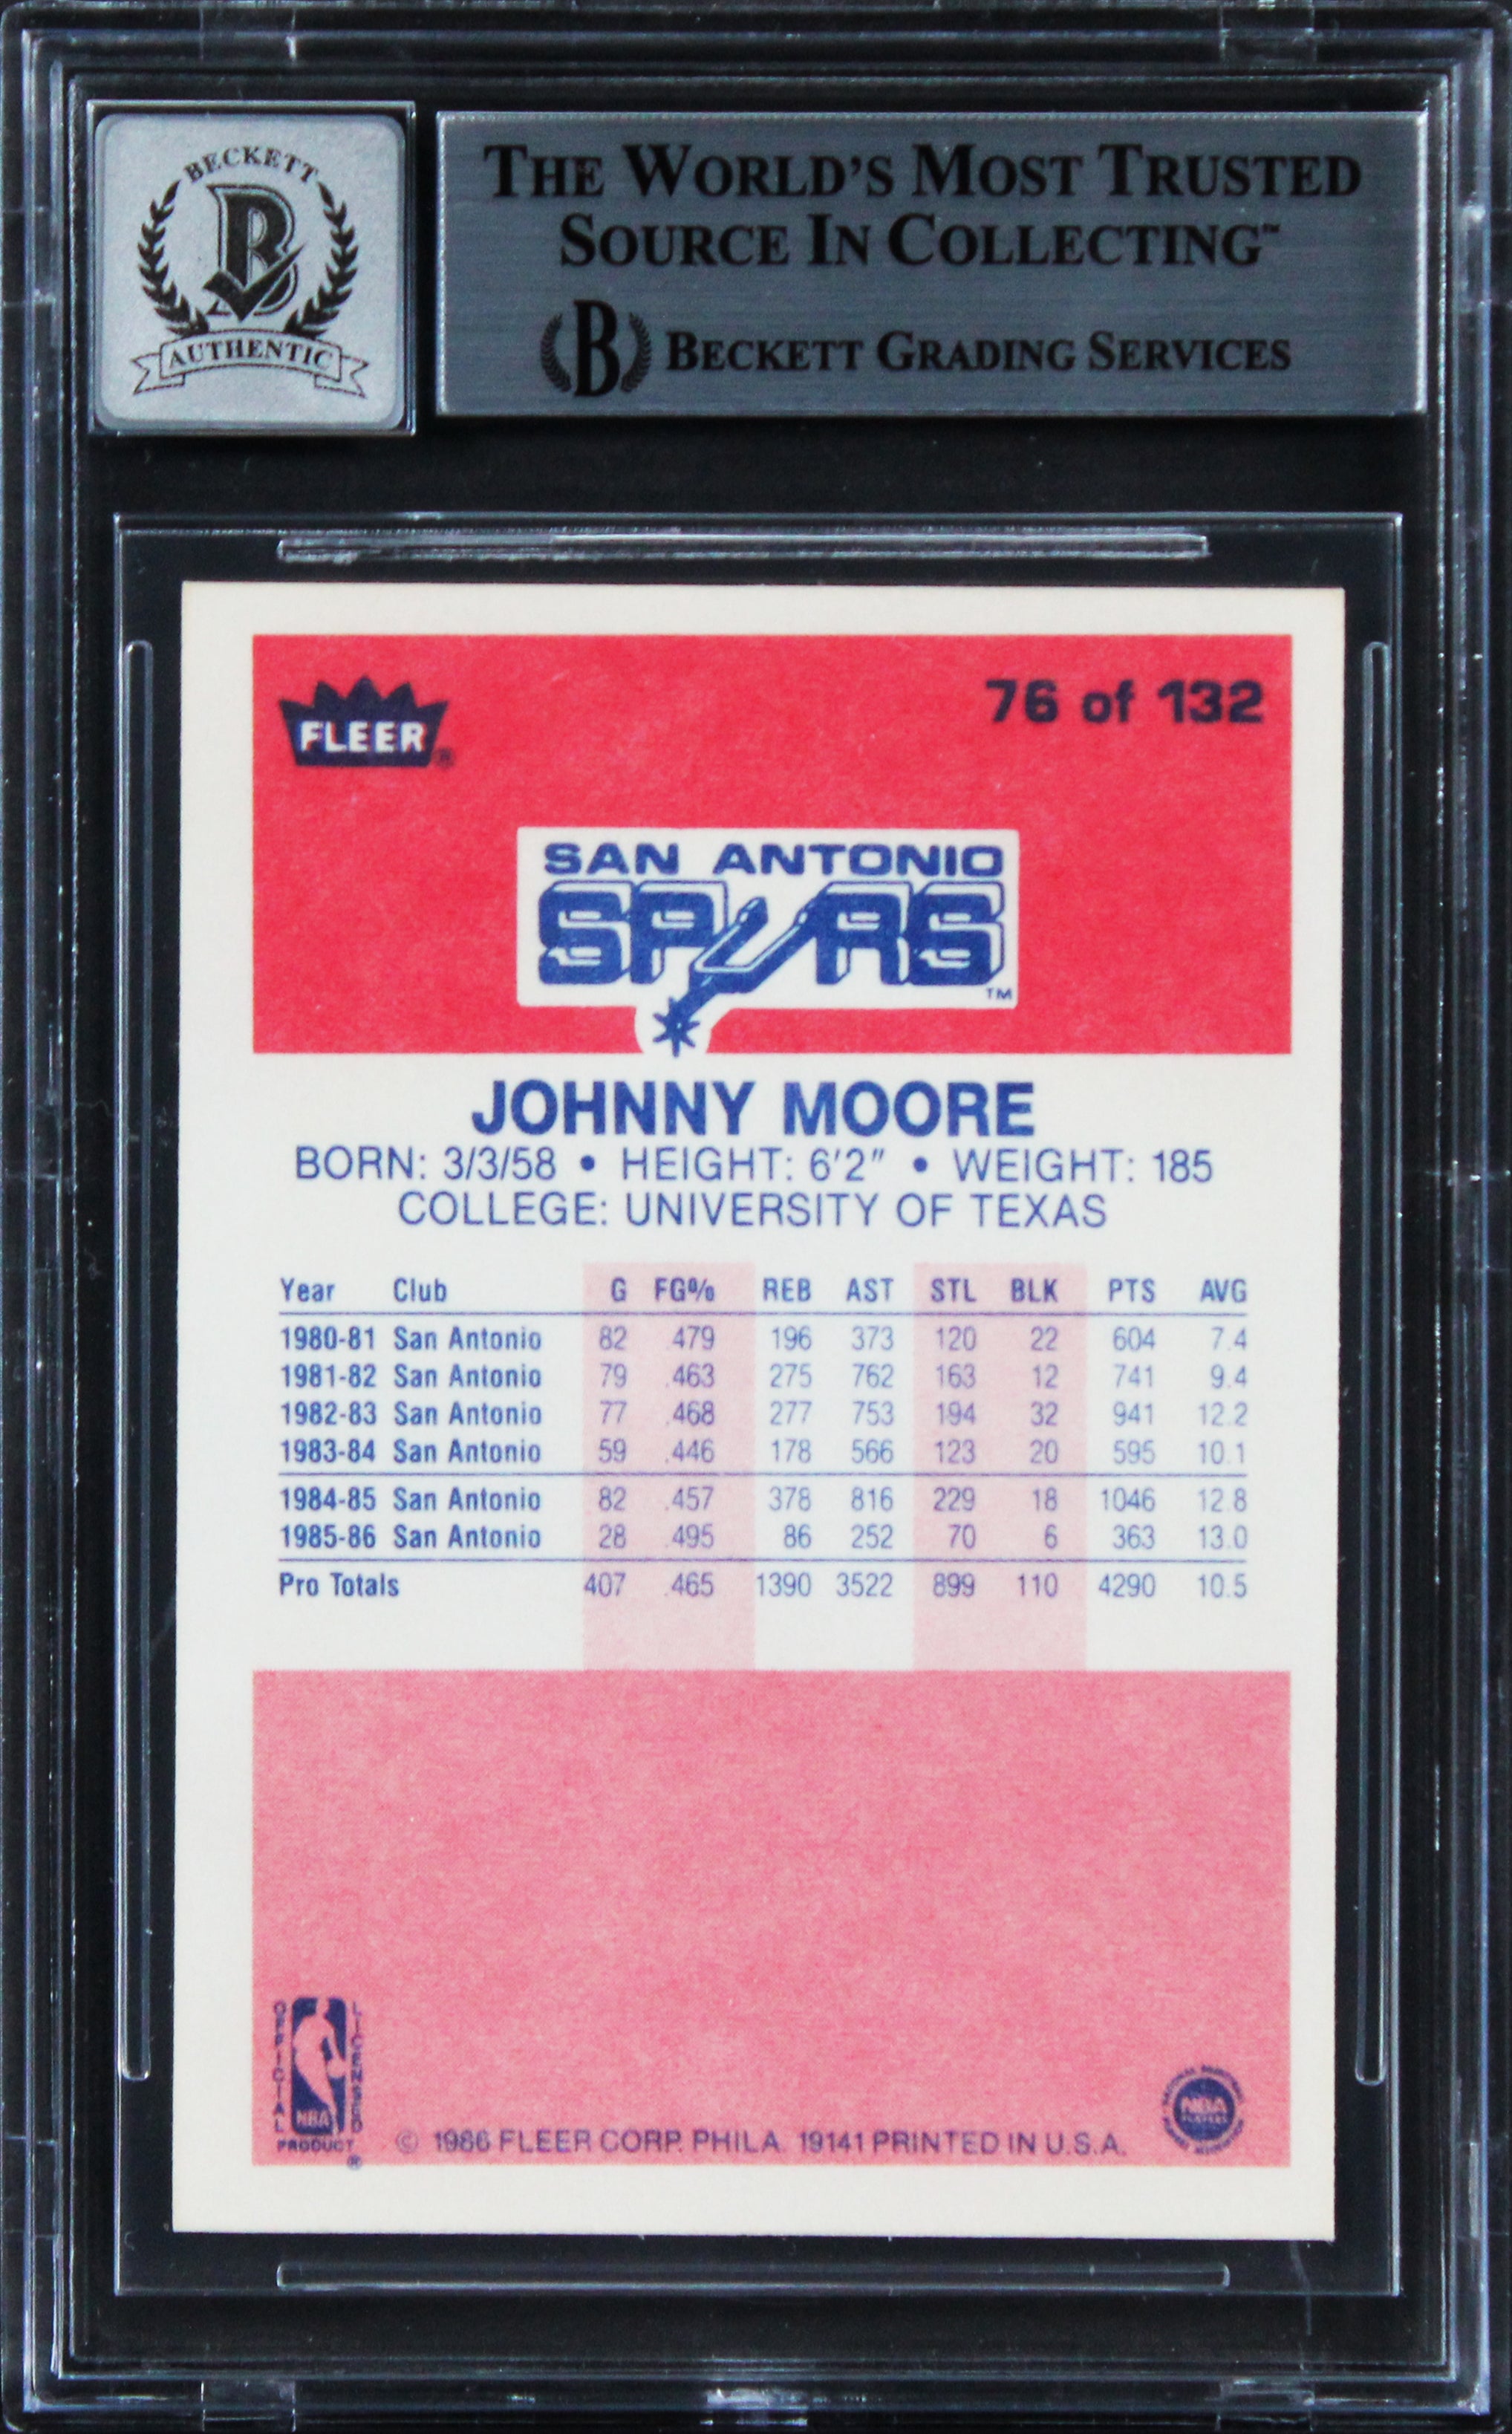 BECKETT
B
AUTHENTIC
THE WORLD'S MOST TRUSTED
SOURCE IN COLLECTING™
B BECKETT GRADING SERVICES
FLEER®
76 of 132
SAN ANTONIO
SPURS
TM
JOHNNY MOORE
BORN: 3/3/58 • HEIGHT: 6'2" • WEIGHT: 185
COLLEGE: UNIVERSITY OF TEXAS
Year Club G FG% REB AST STL BLK PTS AVG
1980-81 San Antonio 82 .479 196 373 120 22 604 7.4
1981-82 San Antonio 79 .463 275 762 163 12 741 9.4
1982-83 San Antonio 77 .468 277 753 194 32 941 12.2
1983-84 San Antonio 59 .446 178 566 123 20 595 10.1
1984-85 San Antonio 82 .457 378 816 229 18 1046 12.8
1985-86 San Antonio 28 .495 86 252 70 6 363 13.0
Pro Totals 407 .465 1390 3522 899 110 4290 10.5
OFFICIAL LICENSED
NBA
PRODUCT
®
© 1986 FLEER CORP. PHILA. 19141 PRINTED IN U.S.A.
NBA
PLAYERS